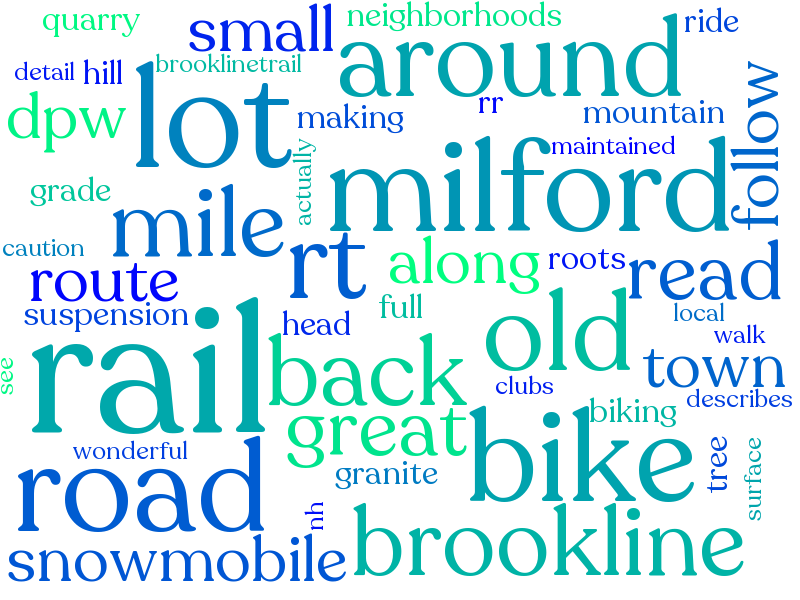 quarry
small
neighborhoods
ride
around
detail
hill
brooklinetrail
lot
dpw
making
rr
mountain
follow
maintained
actually
milford
grade
mile
caution
rt
along
roots
read
route
suspension
full
head
local
old
walk
see
rail
back
town
clubs
describes
great
biking
bike
wonderful
granite
tree
surface
road
nh
brookline
snowmobile